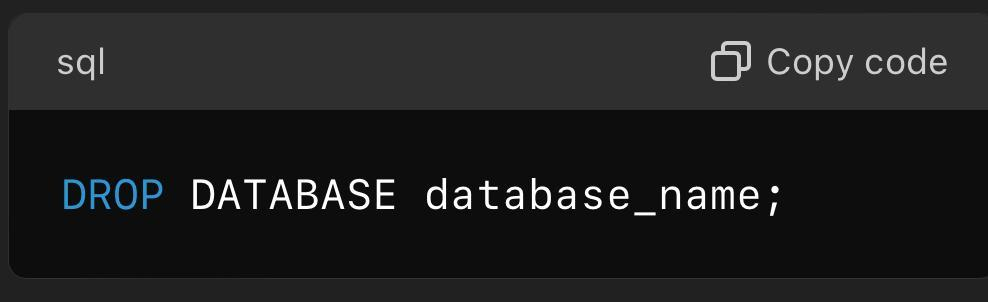 sql
Copy code
DROP DATABASE database_name;